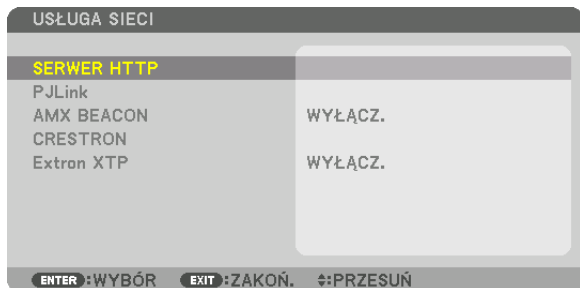 USŁUGA SIECI
SERWER HTTP
PJLink
AMX BEACON WYŁĄCZ.
CRESTRON
Extron XTP WYŁĄCZ.
ENTER :WYBÓR EXIT :ZAKOŃ. :PRZESUŃ